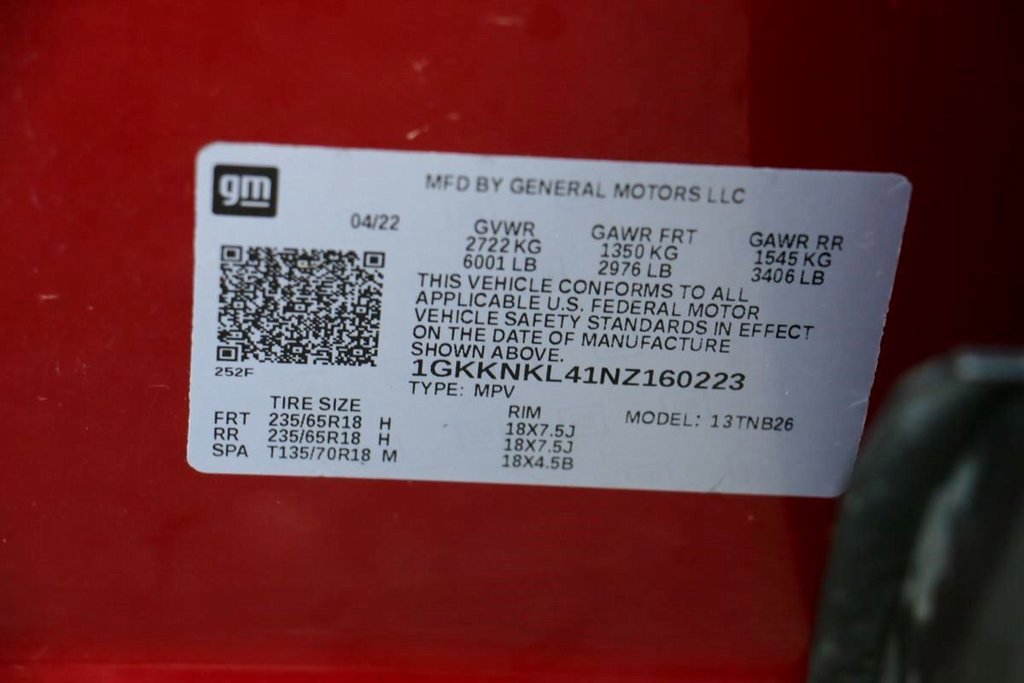 gm
MFD BY GENERAL MOTORS LLC
04/22
GVWR
2722 KG
6001 LB
GAWR FRT
1350 KG
2976 LB
GAWR RR
1545 KG
3406 LB
THIS VEHICLE CONFORMS TO ALL
APPLICABLE U.S. FEDERAL MOTOR
VEHICLE SAFETY STANDARDS IN EFFECT
ON THE DATE OF MANUFACTURE
SHOWN ABOVE.
252F
1GKKNKL41NZ160223
TYPE: MPV
TIRE SIZE
RIM
MODEL: 13TNB26
FRT 235/65R18 H 18X7.5J
RR 235/65R18 H 18X7.5J
SPA T135/70R18 M 18X4.5B